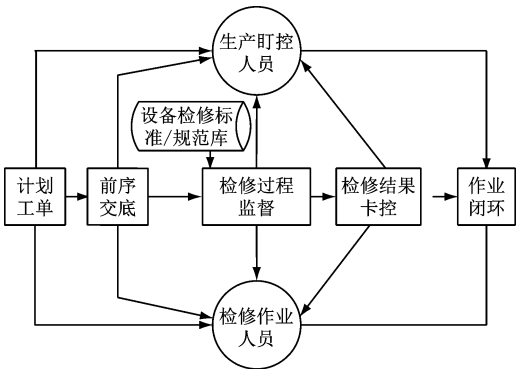 生产盯控
人员
设备检修标
准/规范库
计划
工单
前序
交底
检修过程
监督
检修结果
卡控
作业
闭环
检修作业
人员